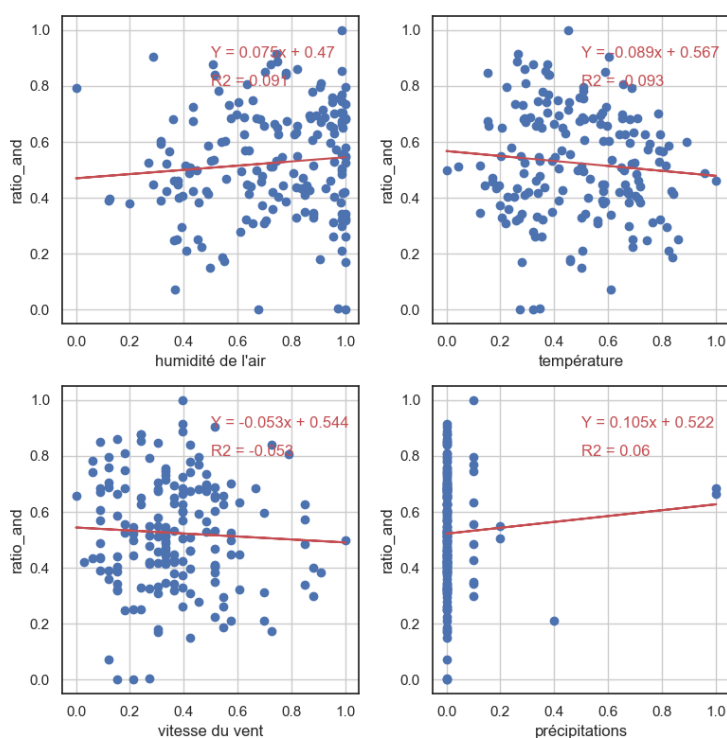 1.0
0.8
0.6
0.4
0.2
0.0
ratio_and
Y = 0.075x + 0.47
R2 = 0.091
0.0 0.2 0.4 0.6 0.8 1.0
humidité de l'air
1.0
0.8
0.6
0.4
0.2
0.0
ratio_and
Y = -0.089x + 0.567
R2 = -0.093
0.0 0.2 0.4 0.6 0.8 1.0
température
1.0
0.8
0.6
0.4
0.2
0.0
ratio_and
Y = -0.053x + 0.544
R2 = -0.053
0.0 0.2 0.4 0.6 0.8 1.0
vitesse du vent
1.0
0.8
0.6
0.4
0.2
0.0
ratio_and
Y = 0.105x + 0.522
R2 = 0.06
0.0 0.2 0.4 0.6 0.8 1.0
précipitations